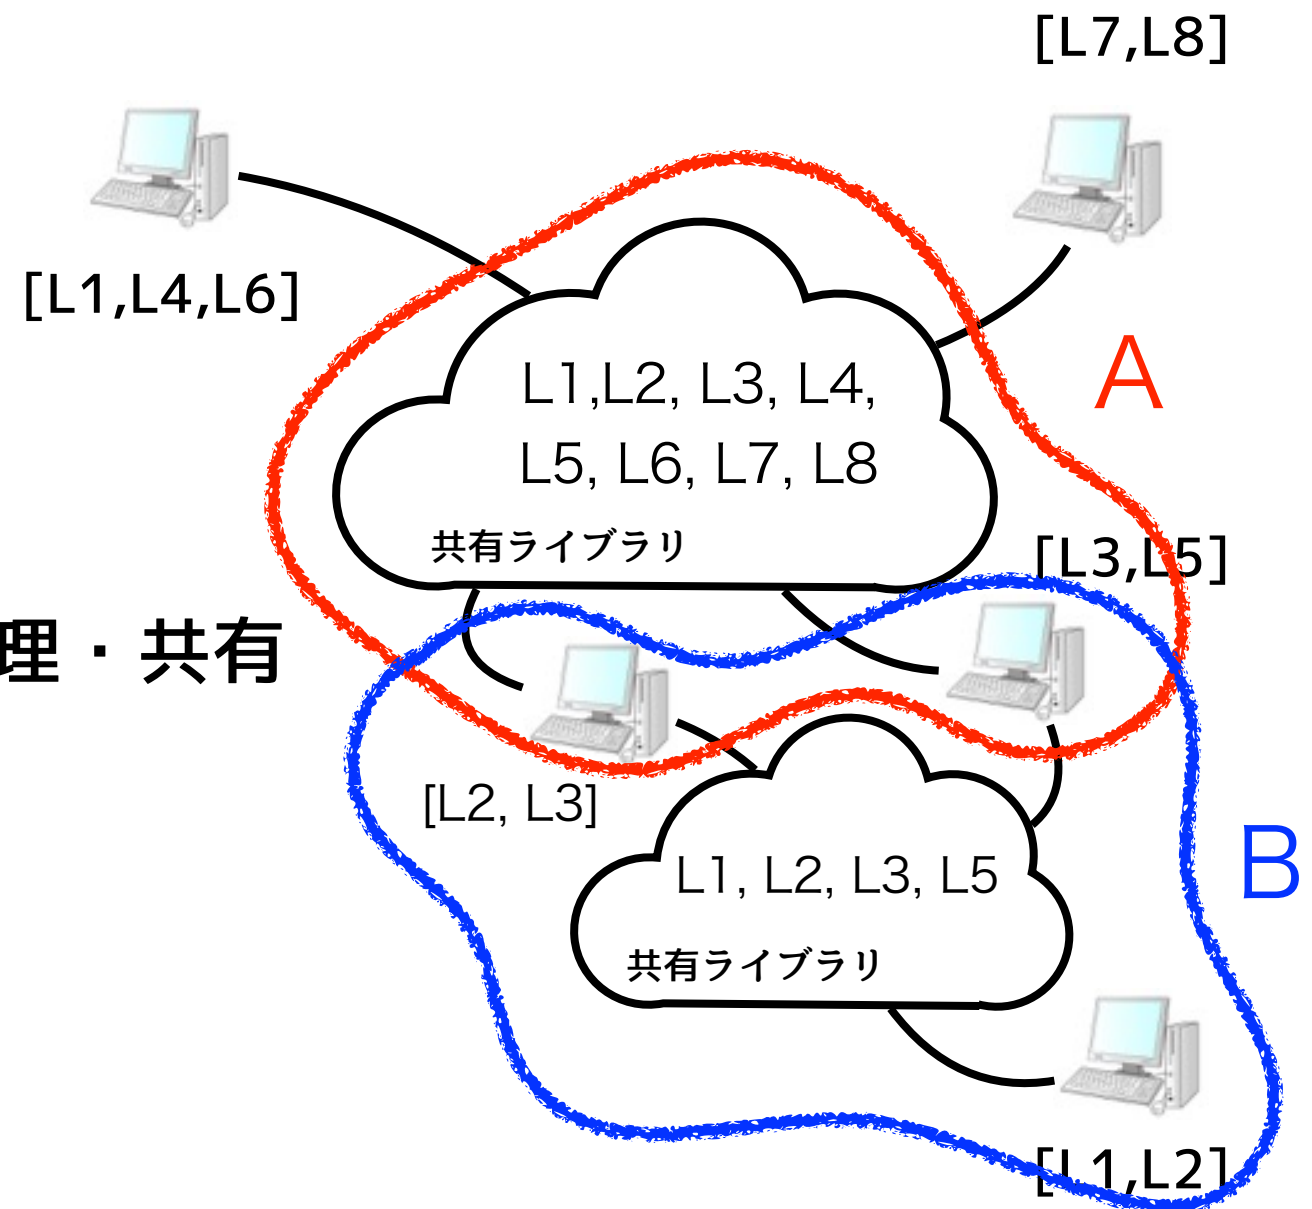 [L7,L8]
[L1,L4,L6]
A
L1,L2, L3, L4,
L5, L6, L7, L8
共有ライブラリ
[L3,L5]
理・共有
[L2, L3]
B
L1, L2, L3, L5
共有ライブラリ
[L1,L2]